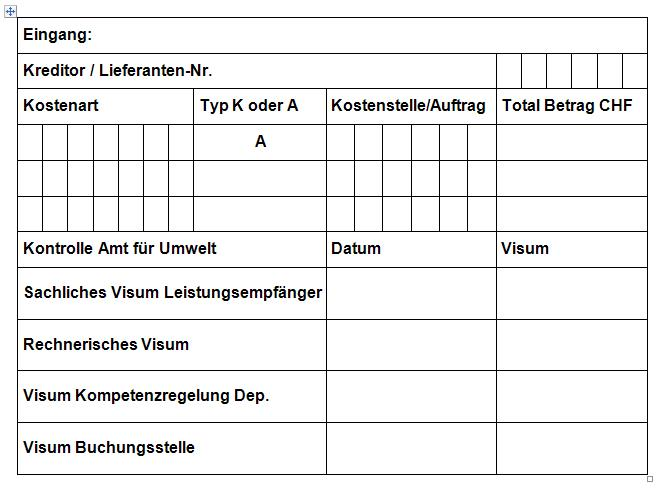 Eingang:
Kreditor / Lieferanten-Nr.
Kostenart Typ K oder A Kostenstelle/Auftrag Total Betrag CHF
A
Kontrolle Amt für Umwelt Datum Visum
Sachliches Visum Leistungsempfänger
Rechnerisches Visum
Visum Kompetenzregelung Dep.
Visum Buchungsstelle